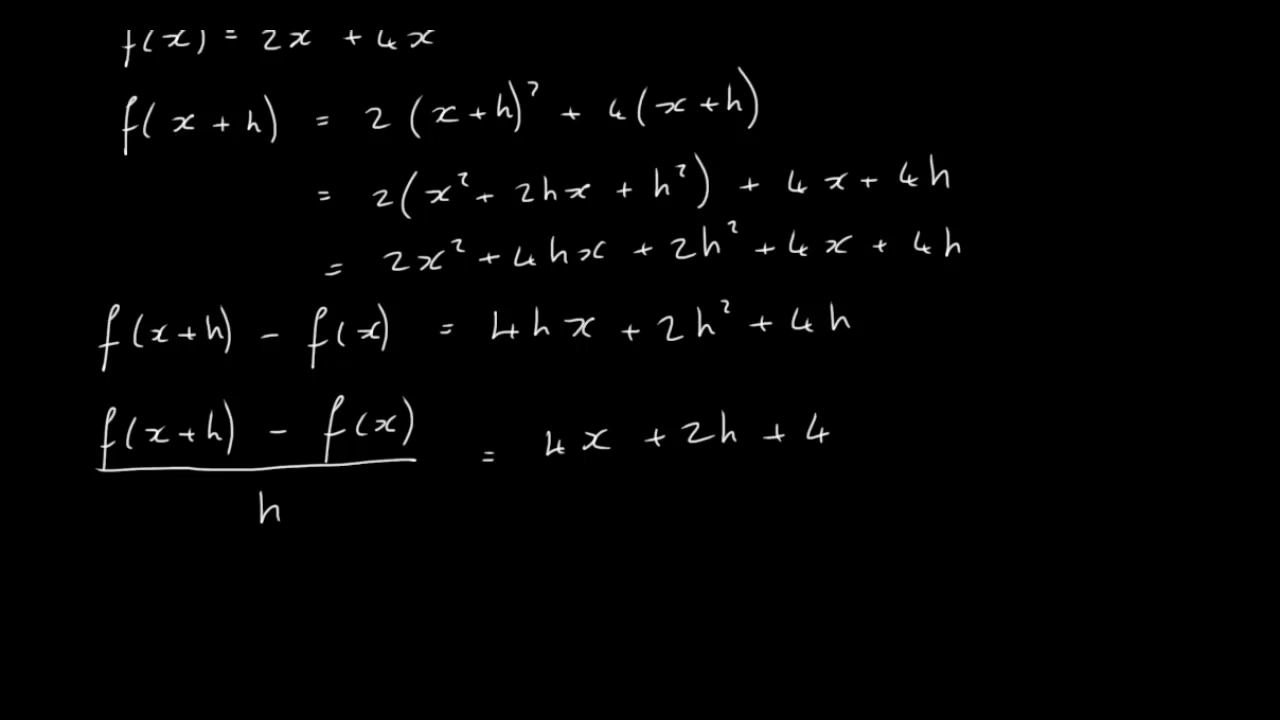 f(x) = 2x + 4x
f(x + h) = 2(x+h)² + 4(x+h)
= 2(x² + 2hx + h²) + 4x + 4h
= 2x² + 4hx + 2h² + 4x + 4h
f(x+h) - f(x) = 4hx + 2h² + 4h
f(x+h) - f(x) = 4x + 2h + 4
h